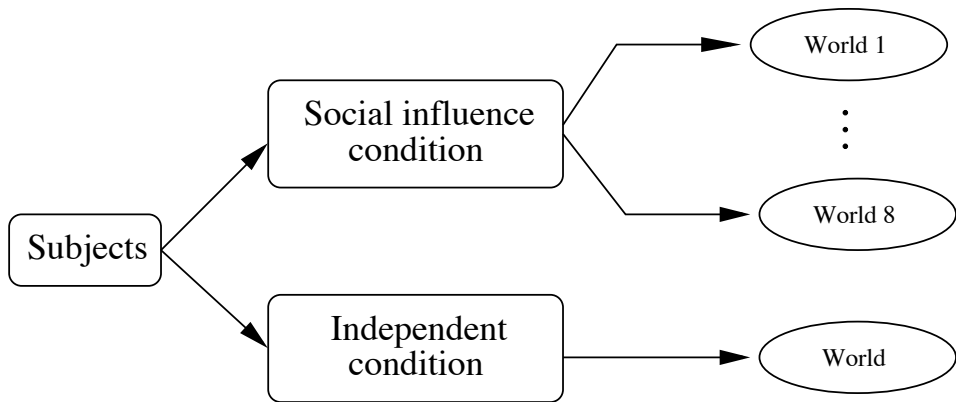 World 1
Social influence
condition
World 8
Subjects
Independent
condition
World